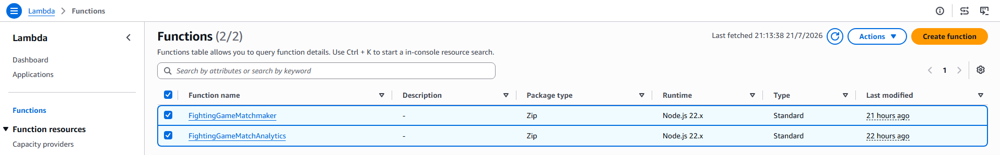 Lambda > Functions
Lambda
Dashboard
Applications
Functions
Function resources
Capacity providers
Functions (2/2)
Last fetched 21:13:38 21/7/2026
Actions
Create function
Functions table allows you to query function details. Use Ctrl + K to start a in-console resource search.
Search by attributes or search by keyword
1
Function name Description Package type Runtime Type Last modified
FightingGameMatchmaker - Zip Node.js 22.x Standard 21 hours ago
FightingGameMatchAnalytics - Zip Node.js 22.x Standard 22 hours ago